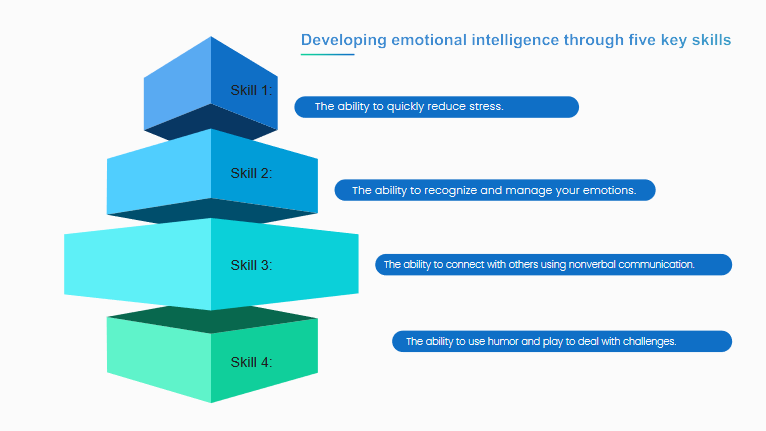 Developing emotional intelligence through five key skills
Skill 1:
The ability to quickly reduce stress.
Skill 2:
The ability to recognize and manage your emotions.
Skill 3:
The ability to connect with others using nonverbal communication.
Skill 4:
The ability to use humor and play to deal with challenges.